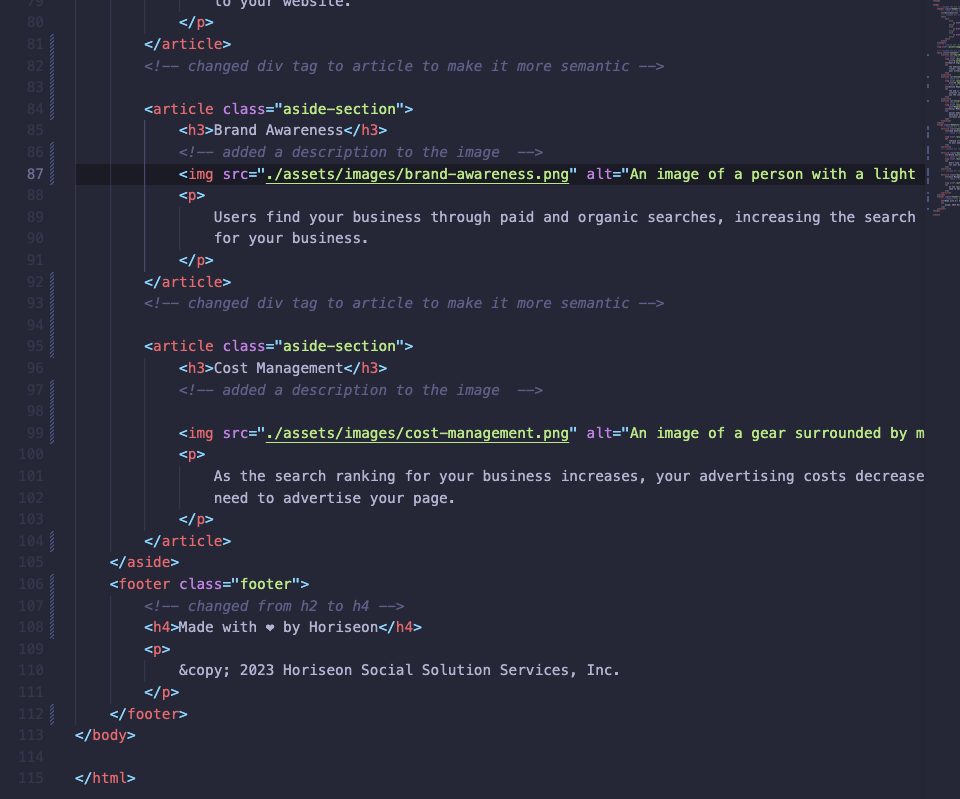 79 to your website.
80 </p>
81 </article>
82 <!-- changed div tag to article to make it more semantic -->
83
84 <article class="aside-section">
85 <h3>Brand Awareness</h3>
86 <!-- added a description to the image  -->
87 <img src="./assets/images/brand-awareness.png" alt="An image of a person with a light
88 <p>
89 Users find your business through paid and organic searches, increasing the search
90 for your business.
91 </p>
92 </article>
93 <!-- changed div tag to article to make it more semantic -->
94
95 <article class="aside-section">
96 <h3>Cost Management</h3>
97 <!-- added a description to the image  -->
98
99 <img src="./assets/images/cost-management.png" alt="An image of a gear surrounded by m
100 <p>
101 As the search ranking for your business increases, your advertising costs decrease
102 need to advertise your page.
103 </p>
104 </article>
105 </aside>
106 <footer class="footer">
107 <!-- changed from h2 to h4 -->
108 <h4>Made with ❤ by Horiseon</h4>
109 <p>
110 &copy; 2023 Horiseon Social Solution Services, Inc.
111 </p>
112 </footer>
113 </body>
114
115 </html>